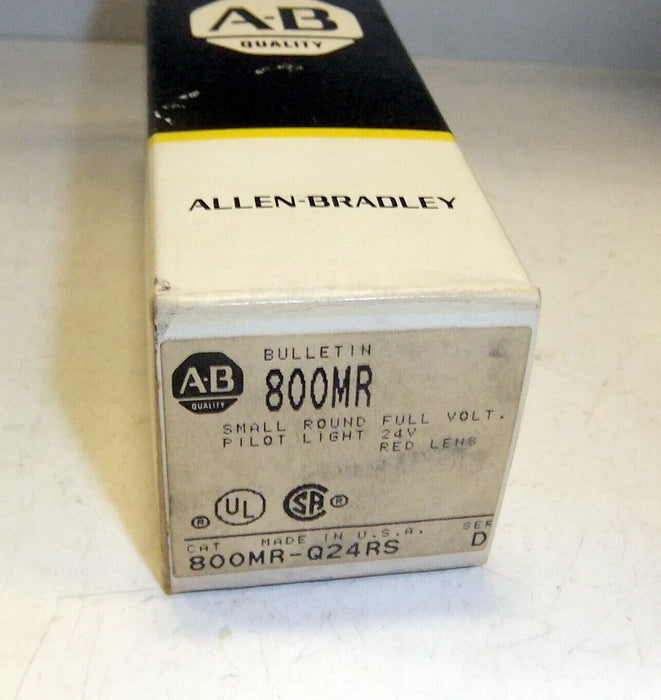 A-B
QUALITY
ALLEN-BRADLEY
A-B
QUALITY
BULLETIN
800MR
SMALL ROUND FULL VOLT.
PILOT LIGHT 24V
RED LENS
® UL SA ®
MADE IN U.S.A.
CAT SER
800MR-Q24RS D